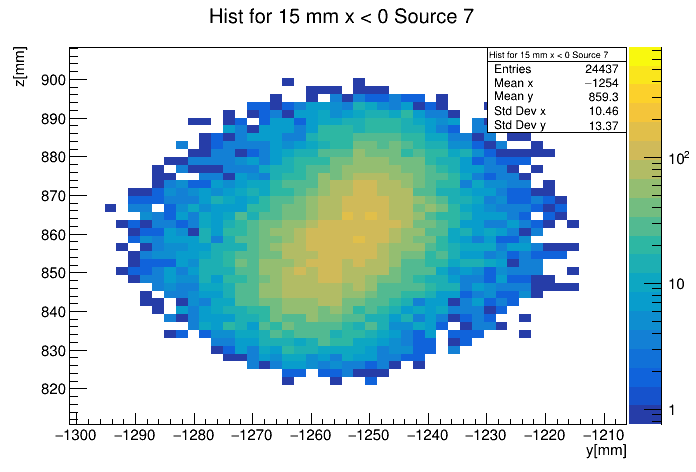 Hist for 15 mm x < 0 Source 7
z[mm]
Hist for 15 mm x < 0 Source 7
Entries 24437
Mean x −1254
Mean y 859.3
Std Dev x 10.46
Std Dev y 13.37
900
890
880
870
860
850
840
830
820
10²
10
1
−1300 −1290 −1280 −1270 −1260 −1250 −1240 −1230 −1220 −1210
y[mm]